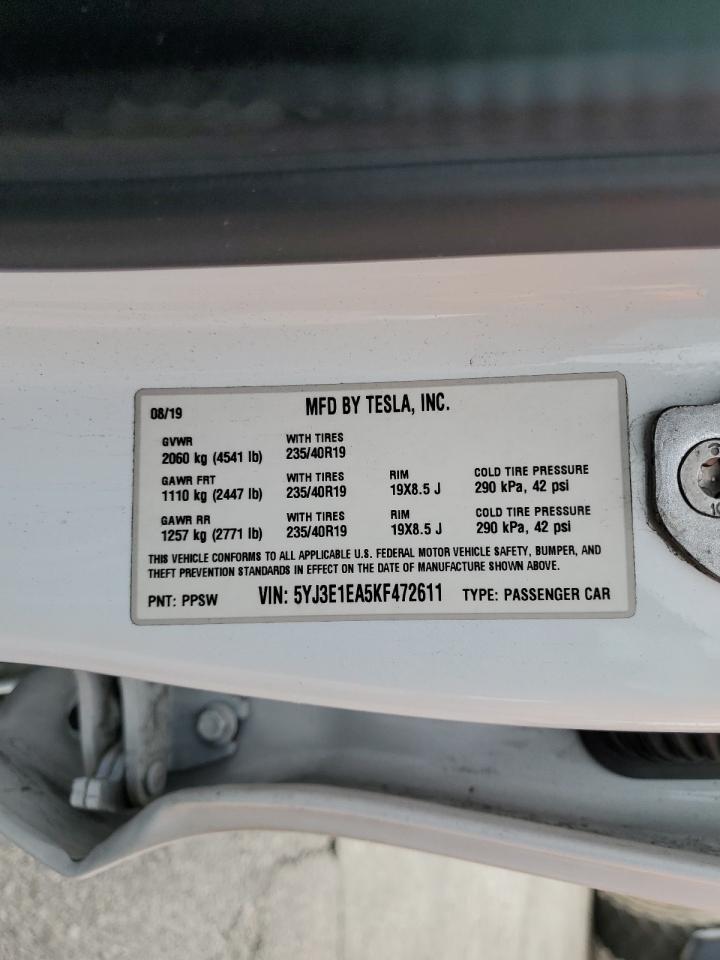 08/19 MFD BY TESLA, INC.
GVWR WITH TIRES
2060 kg (4541 lb) 235/40R19
GAWR FRT WITH TIRES RIM COLD TIRE PRESSURE
1110 kg (2447 lb) 235/40R19 19X8.5 J 290 kPa, 42 psi
GAWR RR WITH TIRES RIM COLD TIRE PRESSURE
1257 kg (2771 lb) 235/40R19 19X8.5 J 290 kPa, 42 psi
THIS VEHICLE CONFORMS TO ALL APPLICABLE U.S. FEDERAL MOTOR VEHICLE SAFETY, BUMPER, AND
THEFT PREVENTION STANDARDS IN EFFECT ON THE DATE OF MANUFACTURE SHOWN ABOVE.
PNT: PPSW VIN: 5YJ3E1EA5KF472611 TYPE: PASSENGER CAR